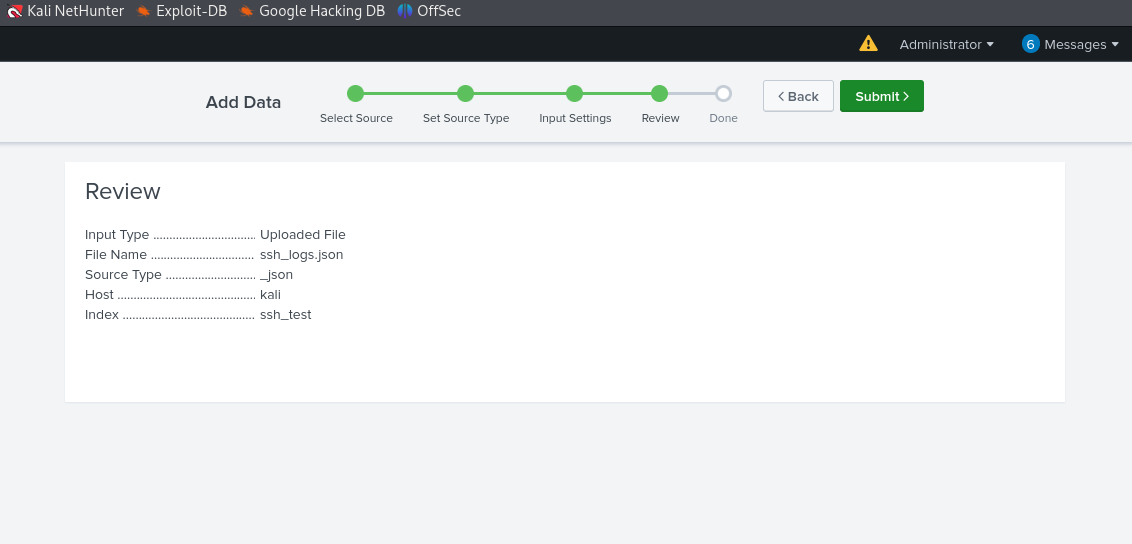 Kali NetHunter Exploit-DB Google Hacking DB OffSec
Administrator 6 Messages
Add Data
Select Source Set Source Type Input Settings Review Done
Back Submit
Review
Input Type ................................ Uploaded File
File Name ................................ ssh_logs.json
Source Type ............................ _json
Host ........................................... kali
Index ......................................... ssh_test